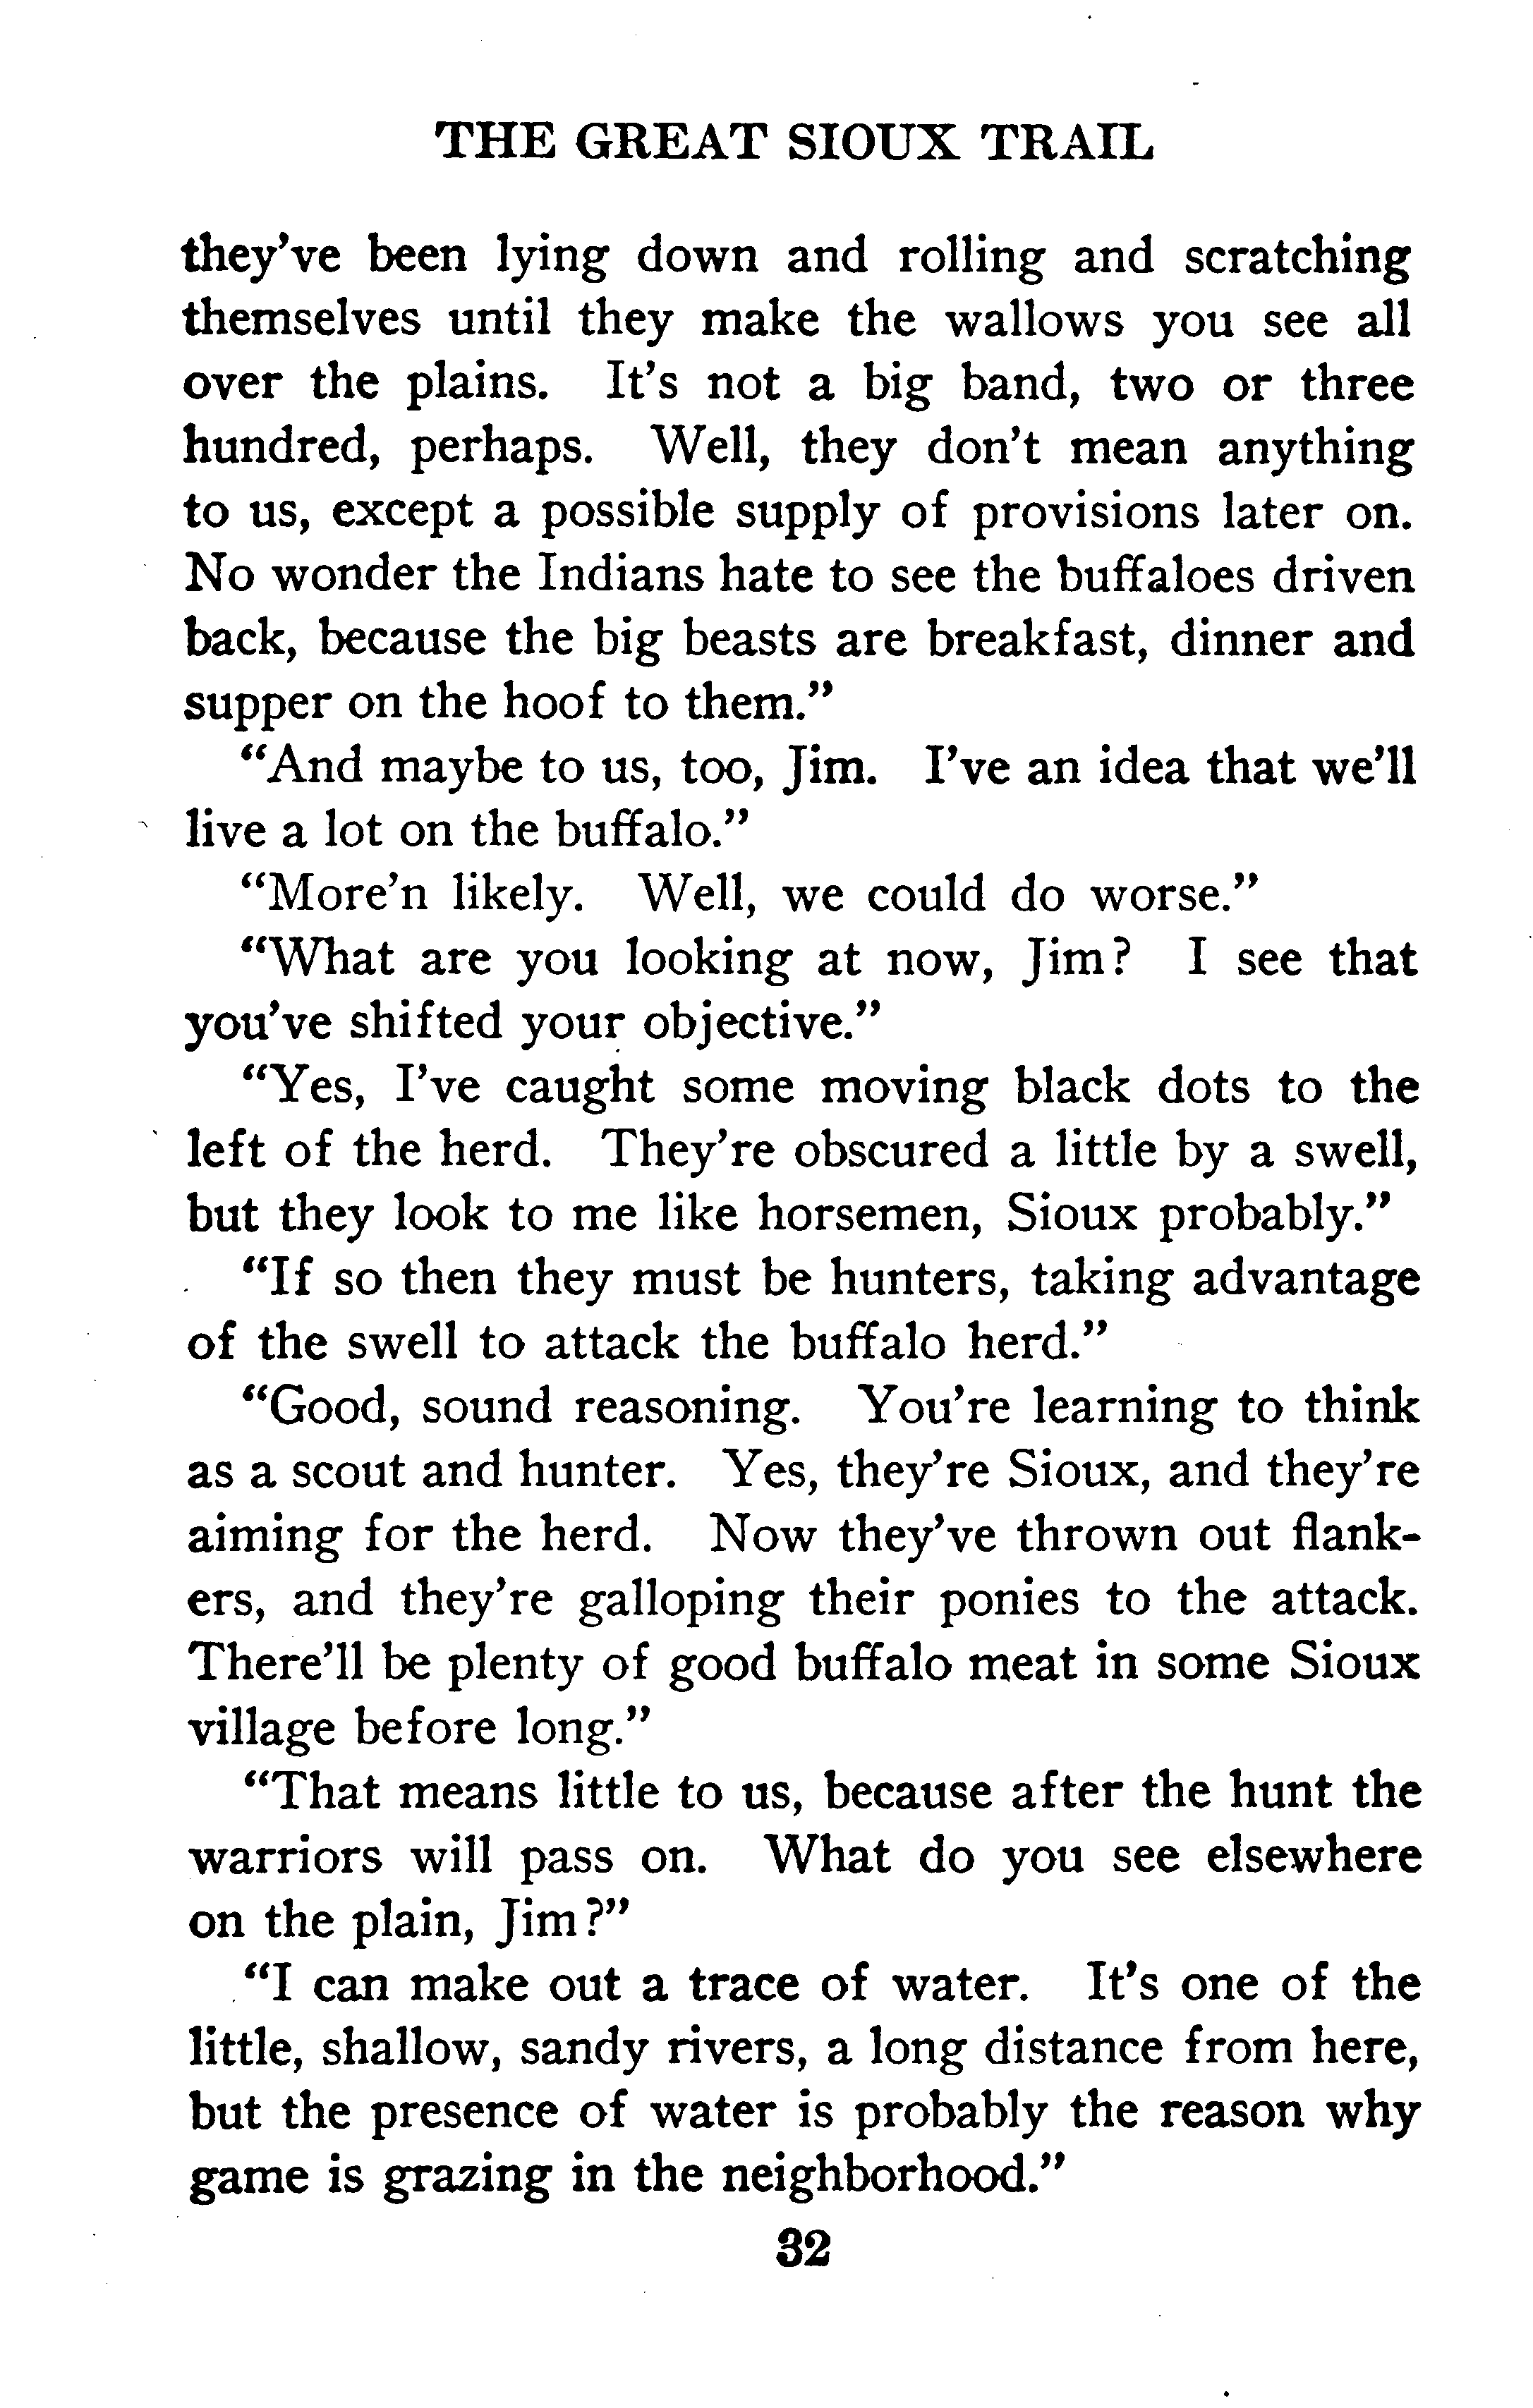 THE GREAT SIOUX TRAIL
they've been lying down and rolling and scratching
themselves until they make the wallows you see all
over the plains. It's not a big band, two or three
hundred, perhaps. Well, they don't mean anything
to us, except a possible supply of provisions later on.
No wonder the Indians hate to see the buffaloes driven
back, because the big beasts are breakfast, dinner and
supper on the hoof to them."
"And maybe to us, too, Jim. I've an idea that we'll
live a lot on the buffalo."
"More'n likely. Well, we could do worse."
"What are you looking at now, Jim? I see that
you've shifted your objective."
"Yes, I've caught some moving black dots to the
left of the herd. They're obscured a little by a swell,
but they look to me like horsemen, Sioux probably."
"If so then they must be hunters, taking advantage
of the swell to attack the buffalo herd."
"Good, sound reasoning. You're learning to think
as a scout and hunter. Yes, they're Sioux, and they're
aiming for the herd. Now they've thrown out flank-
ers, and they're galloping their ponies to the attack.
There'll be plenty of good buffalo meat in some Sioux
village before long."
"That means little to us, because after the hunt the
warriors will pass on. What do you see elsewhere
on the plain, Jim?"
"I can make out a trace of water. It's one of the
little, shallow, sandy rivers, a long distance from here,
but the presence of water is probably the reason why
game is grazing in the neighborhood."
32